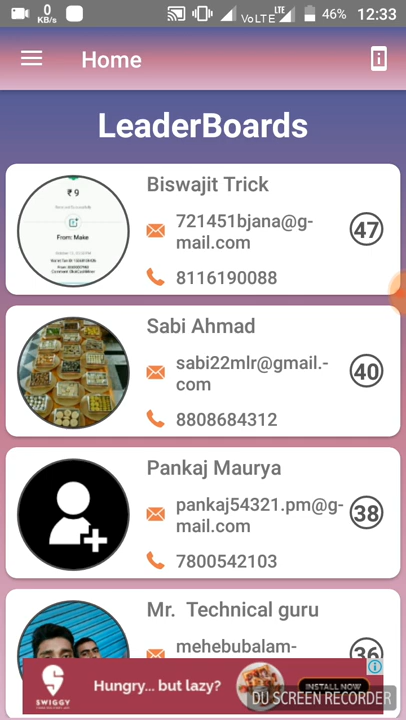 0
KB/s
VoLTE LTE 46% 12:33
Home
LeaderBoards
₹ 9
From: Make
Biswajit Trick
721451bjana@g-
mail.com
8116190088
47
Sabi Ahmad
sabi22mlr@gmail.-
com
8808684312
40
Pankaj Maurya
pankaj54321.pm@g-
mail.com
7800542103
38
Mr. Technical guru
mehebubalam-
36
SWIGGY
Hungry... but lazy?
INSTALL NOW
DU SCREEN RECORDER